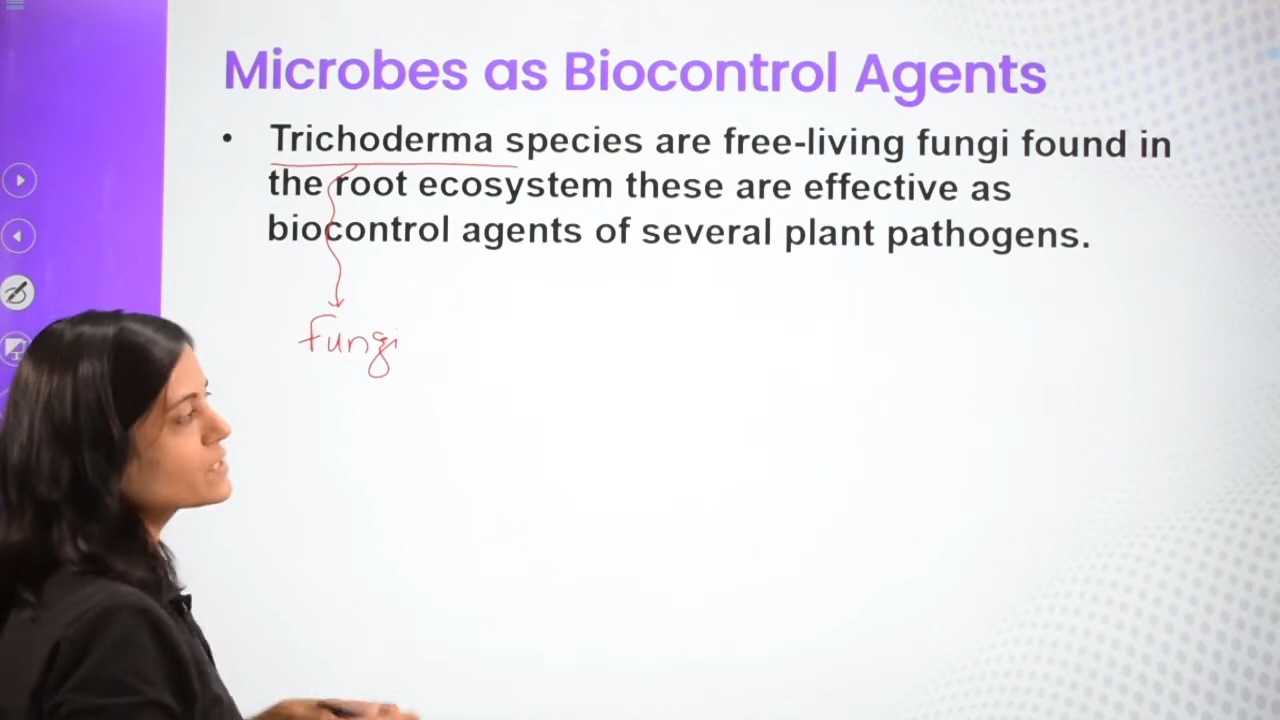 Microbes as Biocontrol Agents
• Trichoderma species are free-living fungi found in
the root ecosystem these are effective as
biocontrol agents of several plant pathogens.
fungi